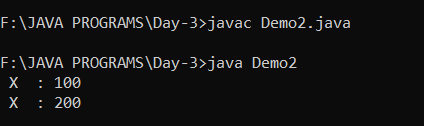 F:\JAVA PROGRAMS\Day-3>javac Demo2.java
F:\JAVA PROGRAMS\Day-3>java Demo2
X  : 100
X  : 200